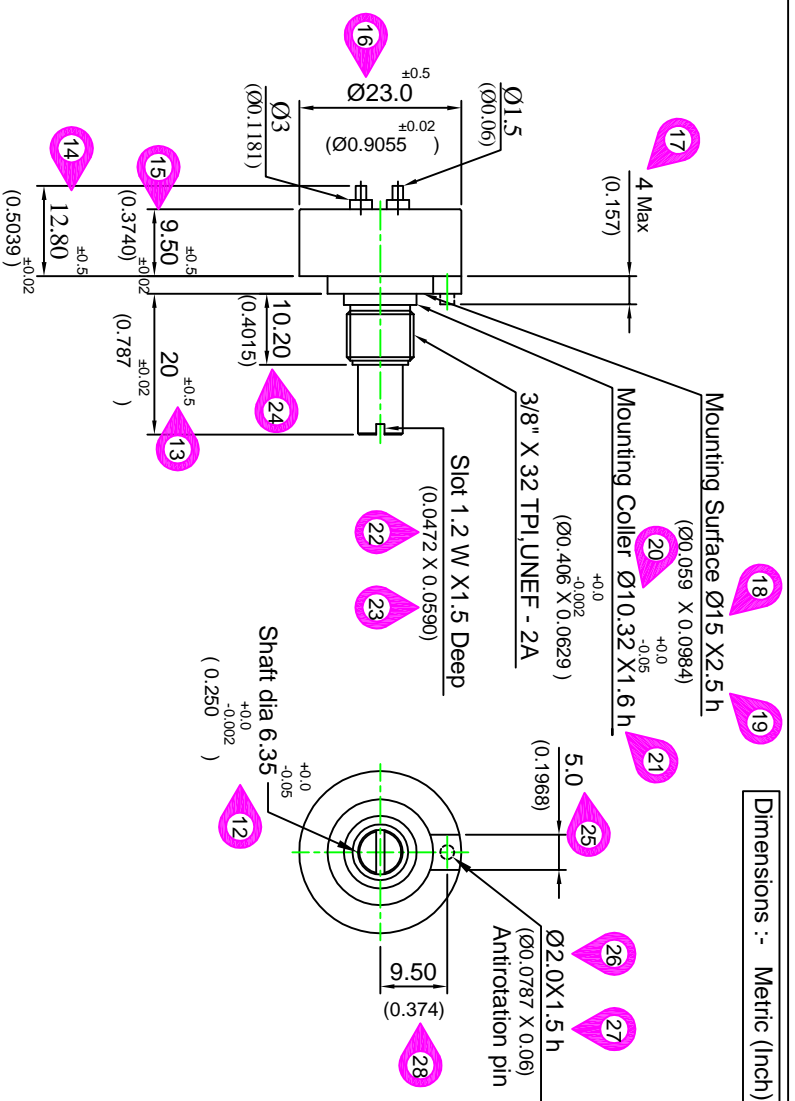 Dimensions :- Metric (Inch)
16
±0.5
Ø23.0
±0.02
(Ø0.9055 )
Ø1.5
(Ø0.06)
Ø3
(Ø0.1181)
17
4 Max
(0.157)
14
12.80 ±0.5
(0.5039 ) ±0.02
15
9.50 ±0.5
(0.3740) ±0.02
10.20
(0.4015)
24
20 ±0.5
(0.787 ±0.02 )
13
Mounting Surface Ø15 X2.5 h
(Ø0.059 X 0.0984)
18
19
+0.0
-0.05
Mounting Coller Ø10.32 X1.6 h
20
21
+0.0
-0.002
(Ø0.406 X 0.0629 )
3/8" X 32 TPI,UNEF - 2A
Slot 1.2 W X1.5 Deep
(0.0472 X 0.0590)
22
23
+0.0
-0.05
Shaft dia 6.35
+0.0
-0.002
( 0.250 )
12
5.0
(0.1968)
25
Ø2.0X1.5 h
(Ø0.0787 X 0.06)
Antirotation pin
26
27
9.50
(0.374)
28